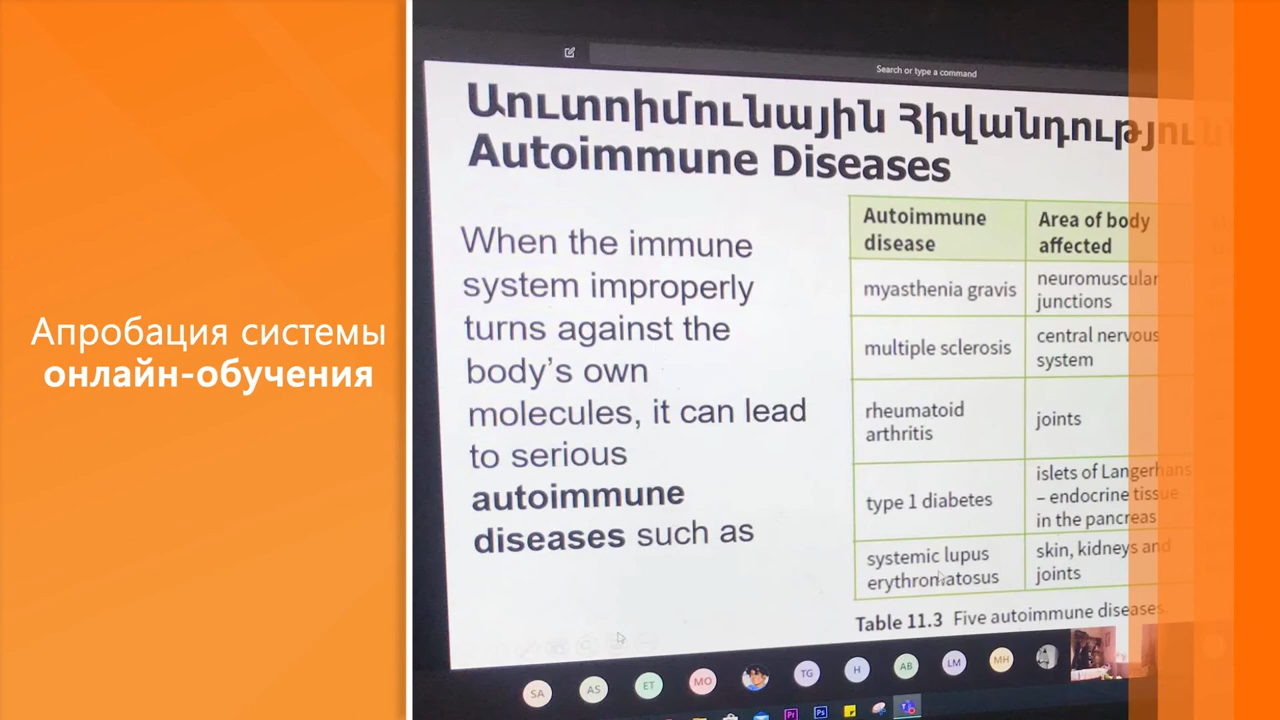 Апробация системы
онлайн-обучения
Search or type a command
Աուտոիմունային Հիվանդություն
Autoimmune Diseases
When the immune
system improperly
turns against the
body's own
molecules, it can lead
to serious
autoimmune
diseases such as
Autoimmune disease
Area of body affected
myasthenia gravis
neuromuscular junctions
multiple sclerosis
central nervous system
rheumatoid arthritis
joints
type 1 diabetes
islets of Langerhans – endocrine tissue in the pancreas
systemic lupus erythromatosus
skin, kidneys and joints
Table 11.3 Five autoimmune diseases.
SA
AS
ET
MO
TG
H
AB
LM
MH
Pr
Ps